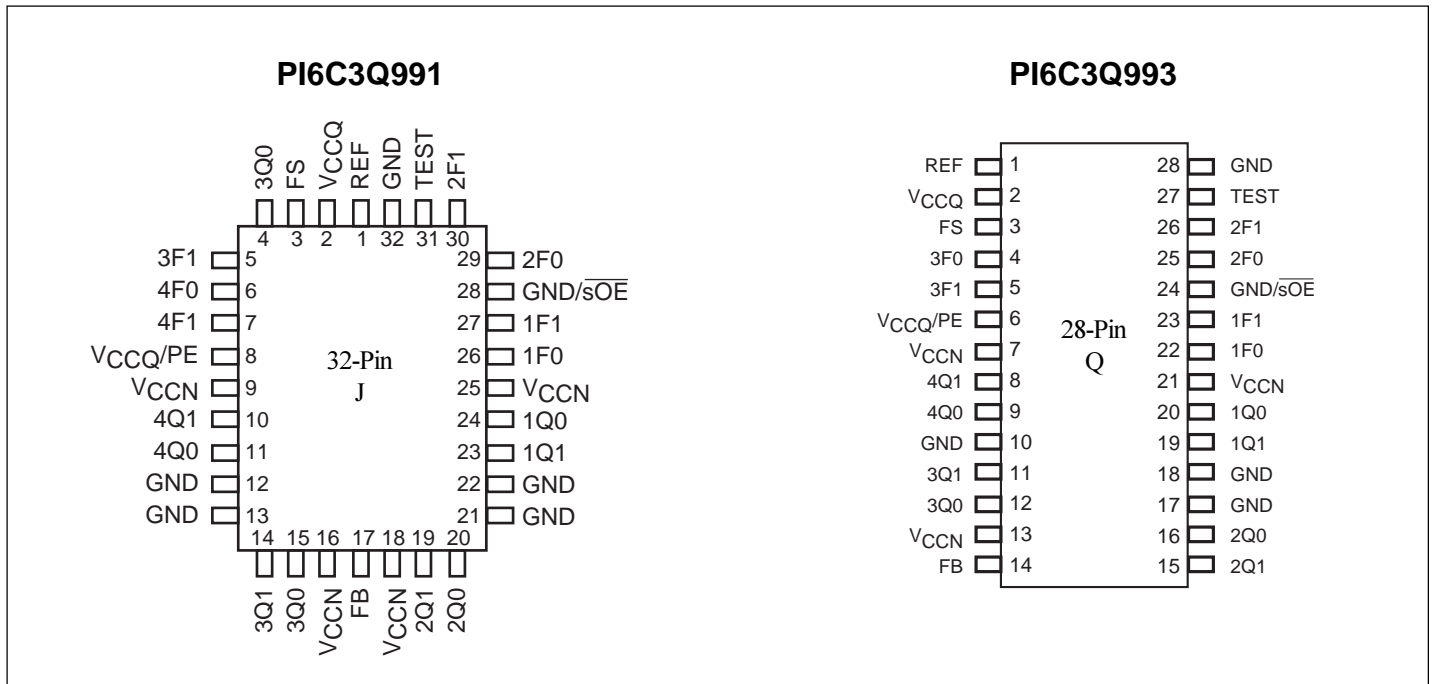 PI6C3Q991
3Q0
FS
VCCQ
REF
GND
TEST
2F1
4
3
2
1
32
31
30
3F1 5
4F0 6
4F1 7
VCCQ/PE 8
VCCN 9
4Q1 10
4Q0 11
GND 12
GND 13
32-Pin
J
29 2F0
28 GND/s̅O̅E̅
27 1F1
26 1F0
25 VCCN
24 1Q0
23 1Q1
22 GND
21 GND
14
15
16
17
18
19
20
3Q1
3Q0
VCCN
FB
VCCN
2Q1
2Q0
PI6C3Q993
REF 1
VCCQ 2
FS 3
3F0 4
3F1 5
VCCQ/PE 6
VCCN 7
4Q1 8
4Q0 9
GND 10
3Q1 11
3Q0 12
VCCN 13
FB 14
28-Pin
Q
28 GND
27 TEST
26 2F1
25 2F0
24 GND/s̅O̅E̅
23 1F1
22 1F0
21 VCCN
20 1Q0
19 1Q1
18 GND
17 GND
16 2Q0
15 2Q1